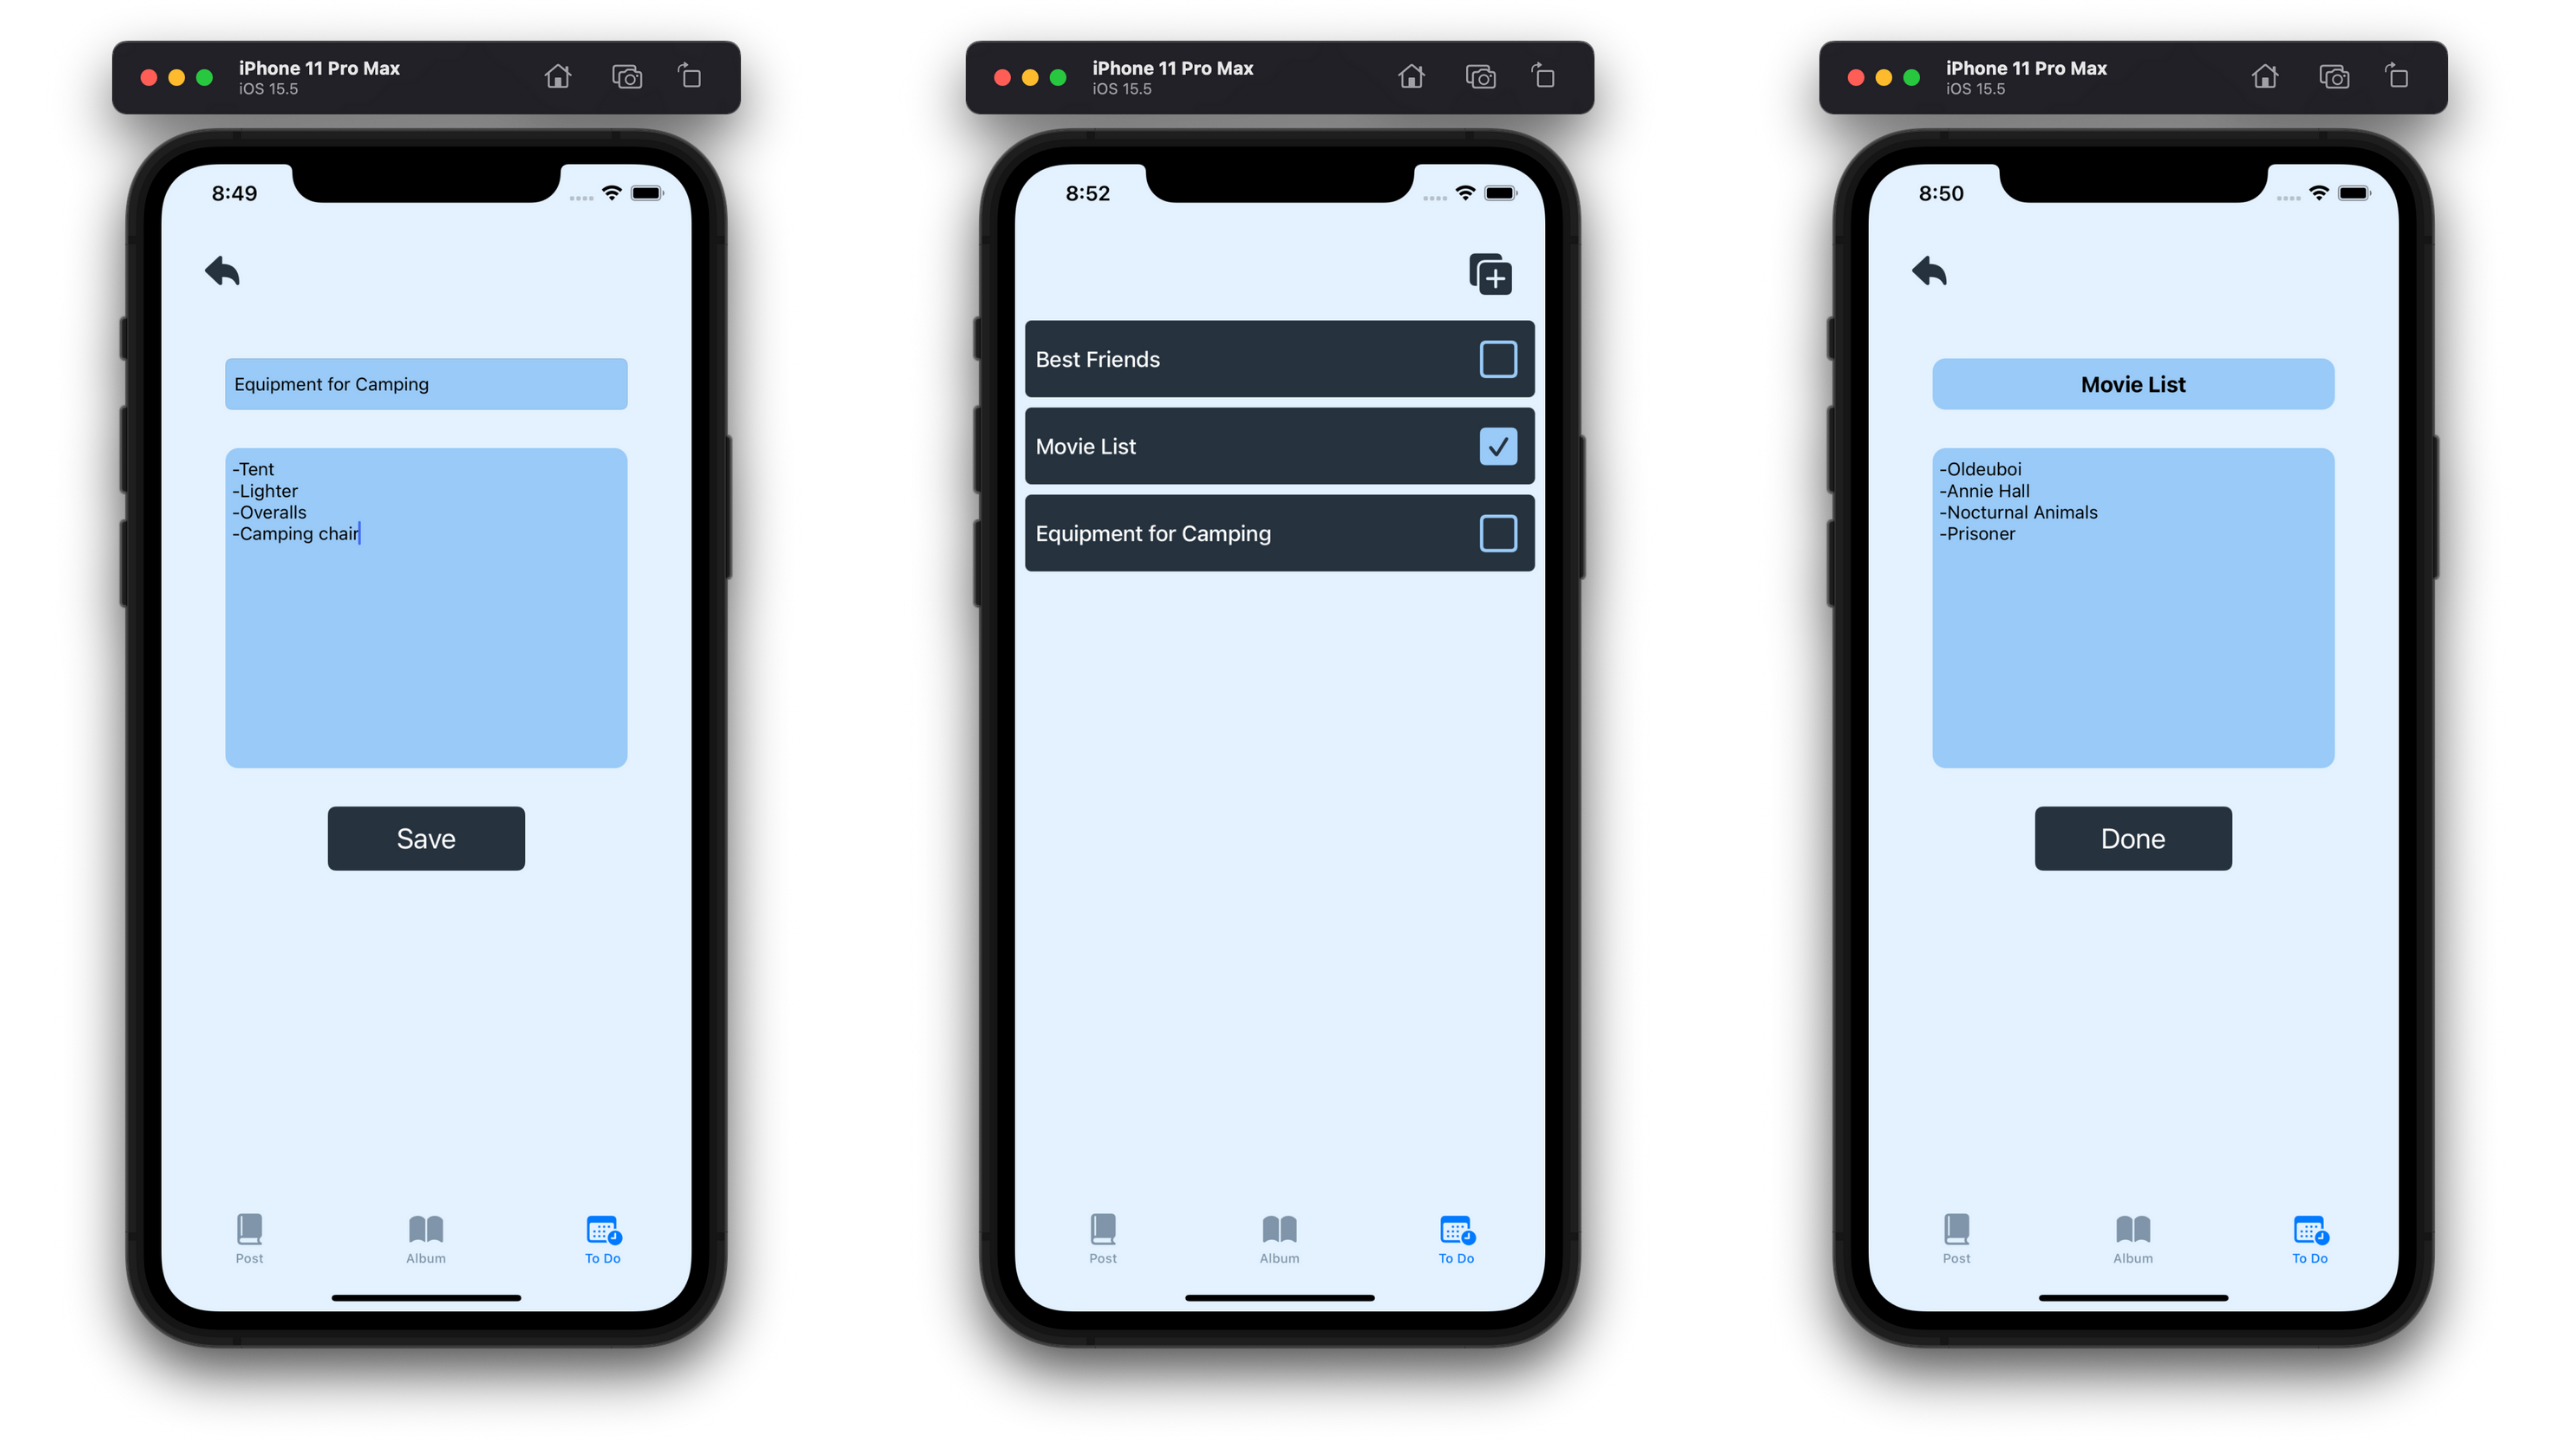 iPhone 11 Pro Max
iOS 15.5
8:49
Equipment for Camping
-Tent
-Lighter
-Overalls
-Camping chair
Save
Post
Album
To Do
iPhone 11 Pro Max
iOS 15.5
8:52
Best Friends
Movie List
Equipment for Camping
Post
Album
To Do
iPhone 11 Pro Max
iOS 15.5
8:50
Movie List
-Oldeuboi
-Annie Hall
-Nocturnal Animals
-Prisoner
Done
Post
Album
To Do